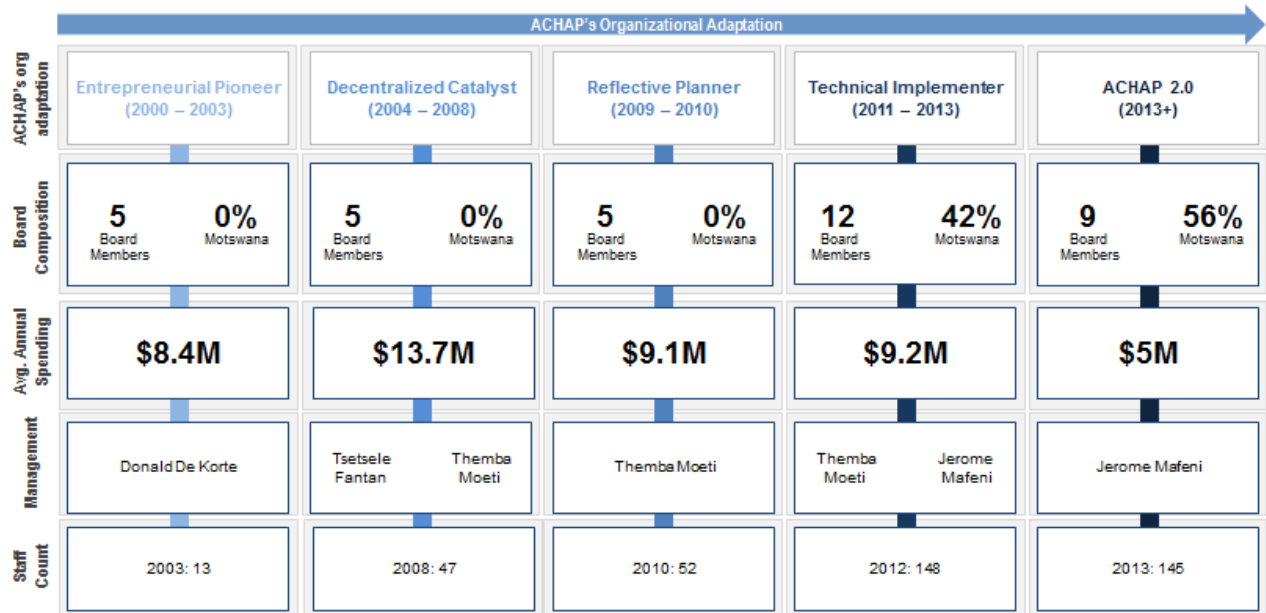 ACHAP's Organizational Adaptation
ACHAP's org
adaptation
Entrepreneurial Pioneer
(2000 – 2003)
Decentralized Catalyst
(2004 – 2008)
Reflective Planner
(2009 – 2010)
Technical Implementer
(2011 – 2013)
ACHAP 2.0
(2013+)
Board
Composition
5
Board
Members
0%
Motswana
5
Board
Members
0%
Motswana
5
Board
Members
0%
Motswana
12
Board
Members
42%
Motswana
9
Board
Members
56%
Motswana
Avg. Annual
Spending
$8.4M
$13.7M
$9.1M
$9.2M
$5M
Management
Donald De Korte
Tsetsele
Fantan
Themba
Moeti
Themba Moeti
Themba
Moeti
Jerome
Mafeni
Jerome Mafeni
Staff
Count
2003: 13
2008: 47
2010: 52
2012: 148
2013: 145